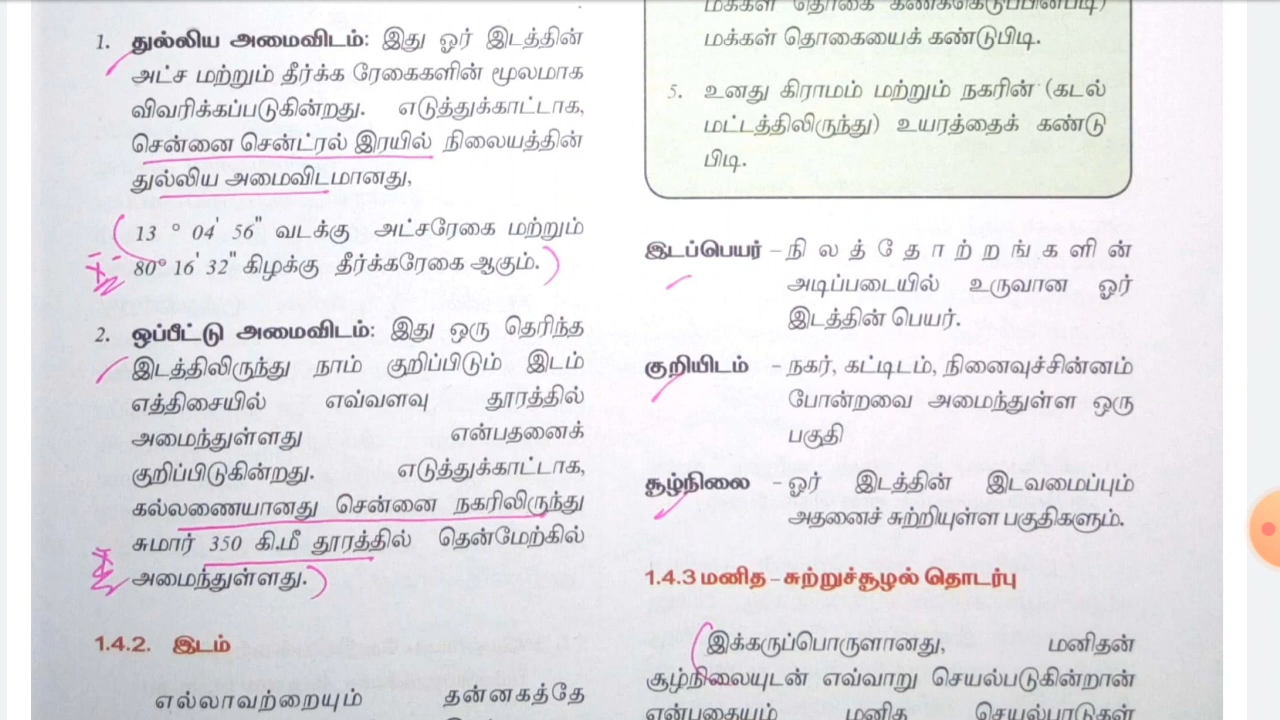 1. துல்லிய அமைவிடம்: இது ஓர் இடத்தின்
அட்ச மற்றும் தீர்க்க ரேகைகளின் மூலமாக
விவரிக்கப்படுகின்றது. எடுத்துக்காட்டாக,
சென்னை சென்ட்ரல் இரயில் நிலையத்தின்
துல்லிய அமைவிடமானது,
13 ° 04' 56" வடக்கு அட்சரேகை மற்றும்
80° 16' 32" கிழக்கு தீர்க்கரேகை ஆகும்.
2. ஒப்பீட்டு அமைவிடம்: இது ஒரு தெரிந்த
இடத்திலிருந்து நாம் குறிப்பிடும் இடம்
எத்திசையில் எவ்வளவு தூரத்தில்
அமைந்துள்ளது என்பதனைக்
குறிப்பிடுகின்றது. எடுத்துக்காட்டாக,
கல்லணையானது சென்னை நகரிலிருந்து
சுமார் 350 கி.மீ தூரத்தில் தென்மேற்கில்
அமைந்துள்ளது.
1.4.2. இடம்
எல்லாவற்றையும் தன்னகத்தே
மக்கள் தொகை கணக்கெடுப்பின்படி)
மக்கள் தொகையைக் கண்டுபிடி.
5. உனது கிராமம் மற்றும் நகரின் (கடல்
மட்டத்திலிருந்து) உயரத்தைக் கண்டு
பிடி.
இடப்பெயர் – நிலத்தோற்றங்களின்
அடிப்படையில் உருவான ஓர்
இடத்தின் பெயர்.
குறியிடம் – நகர், கட்டிடம், நினைவுச்சின்னம்
போன்றவை அமைந்துள்ள ஒரு
பகுதி
சூழ்நிலை – ஓர் இடத்தின் இடவமைப்பும்
அதனைச் சுற்றியுள்ள பகுதிகளும்.
1.4.3 மனித – சுற்றுச்சூழல் தொடர்பு
இக்கருப்பொருளானது, மனிதன்
சூழ்நிலையுடன் எவ்வாறு செயல்படுகின்றான்
என்பதையும் மனித செயல்பாடுகள்